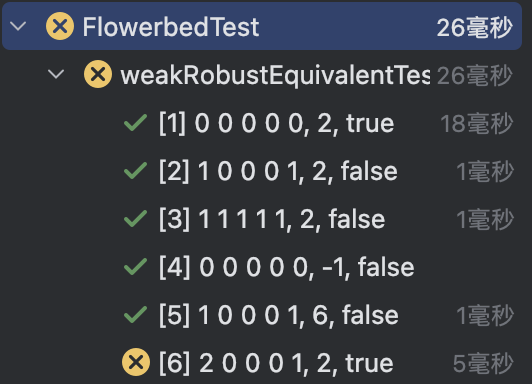 FlowerbedTest 26毫秒
weakRobustEquivalentTes 26毫秒
[1] 0 0 0 0 0, 2, true 18毫秒
[2] 1 0 0 0 1, 2, false 1毫秒
[3] 1 1 1 1 1, 2, false 1毫秒
[4] 0 0 0 0 0, -1, false
[5] 1 0 0 0 1, 6, false 1毫秒
[6] 2 0 0 0 1, 2, true 5毫秒